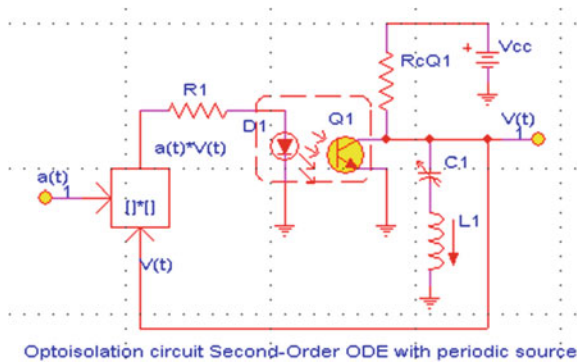 Vcc
RcQ1
R1
V(t)
1
D1
Q1
a(t)*V(t)
C1
a(t)
1
[]*[]
L1
V(t)
Optoisolation circuit Second-Order ODE with periodic source